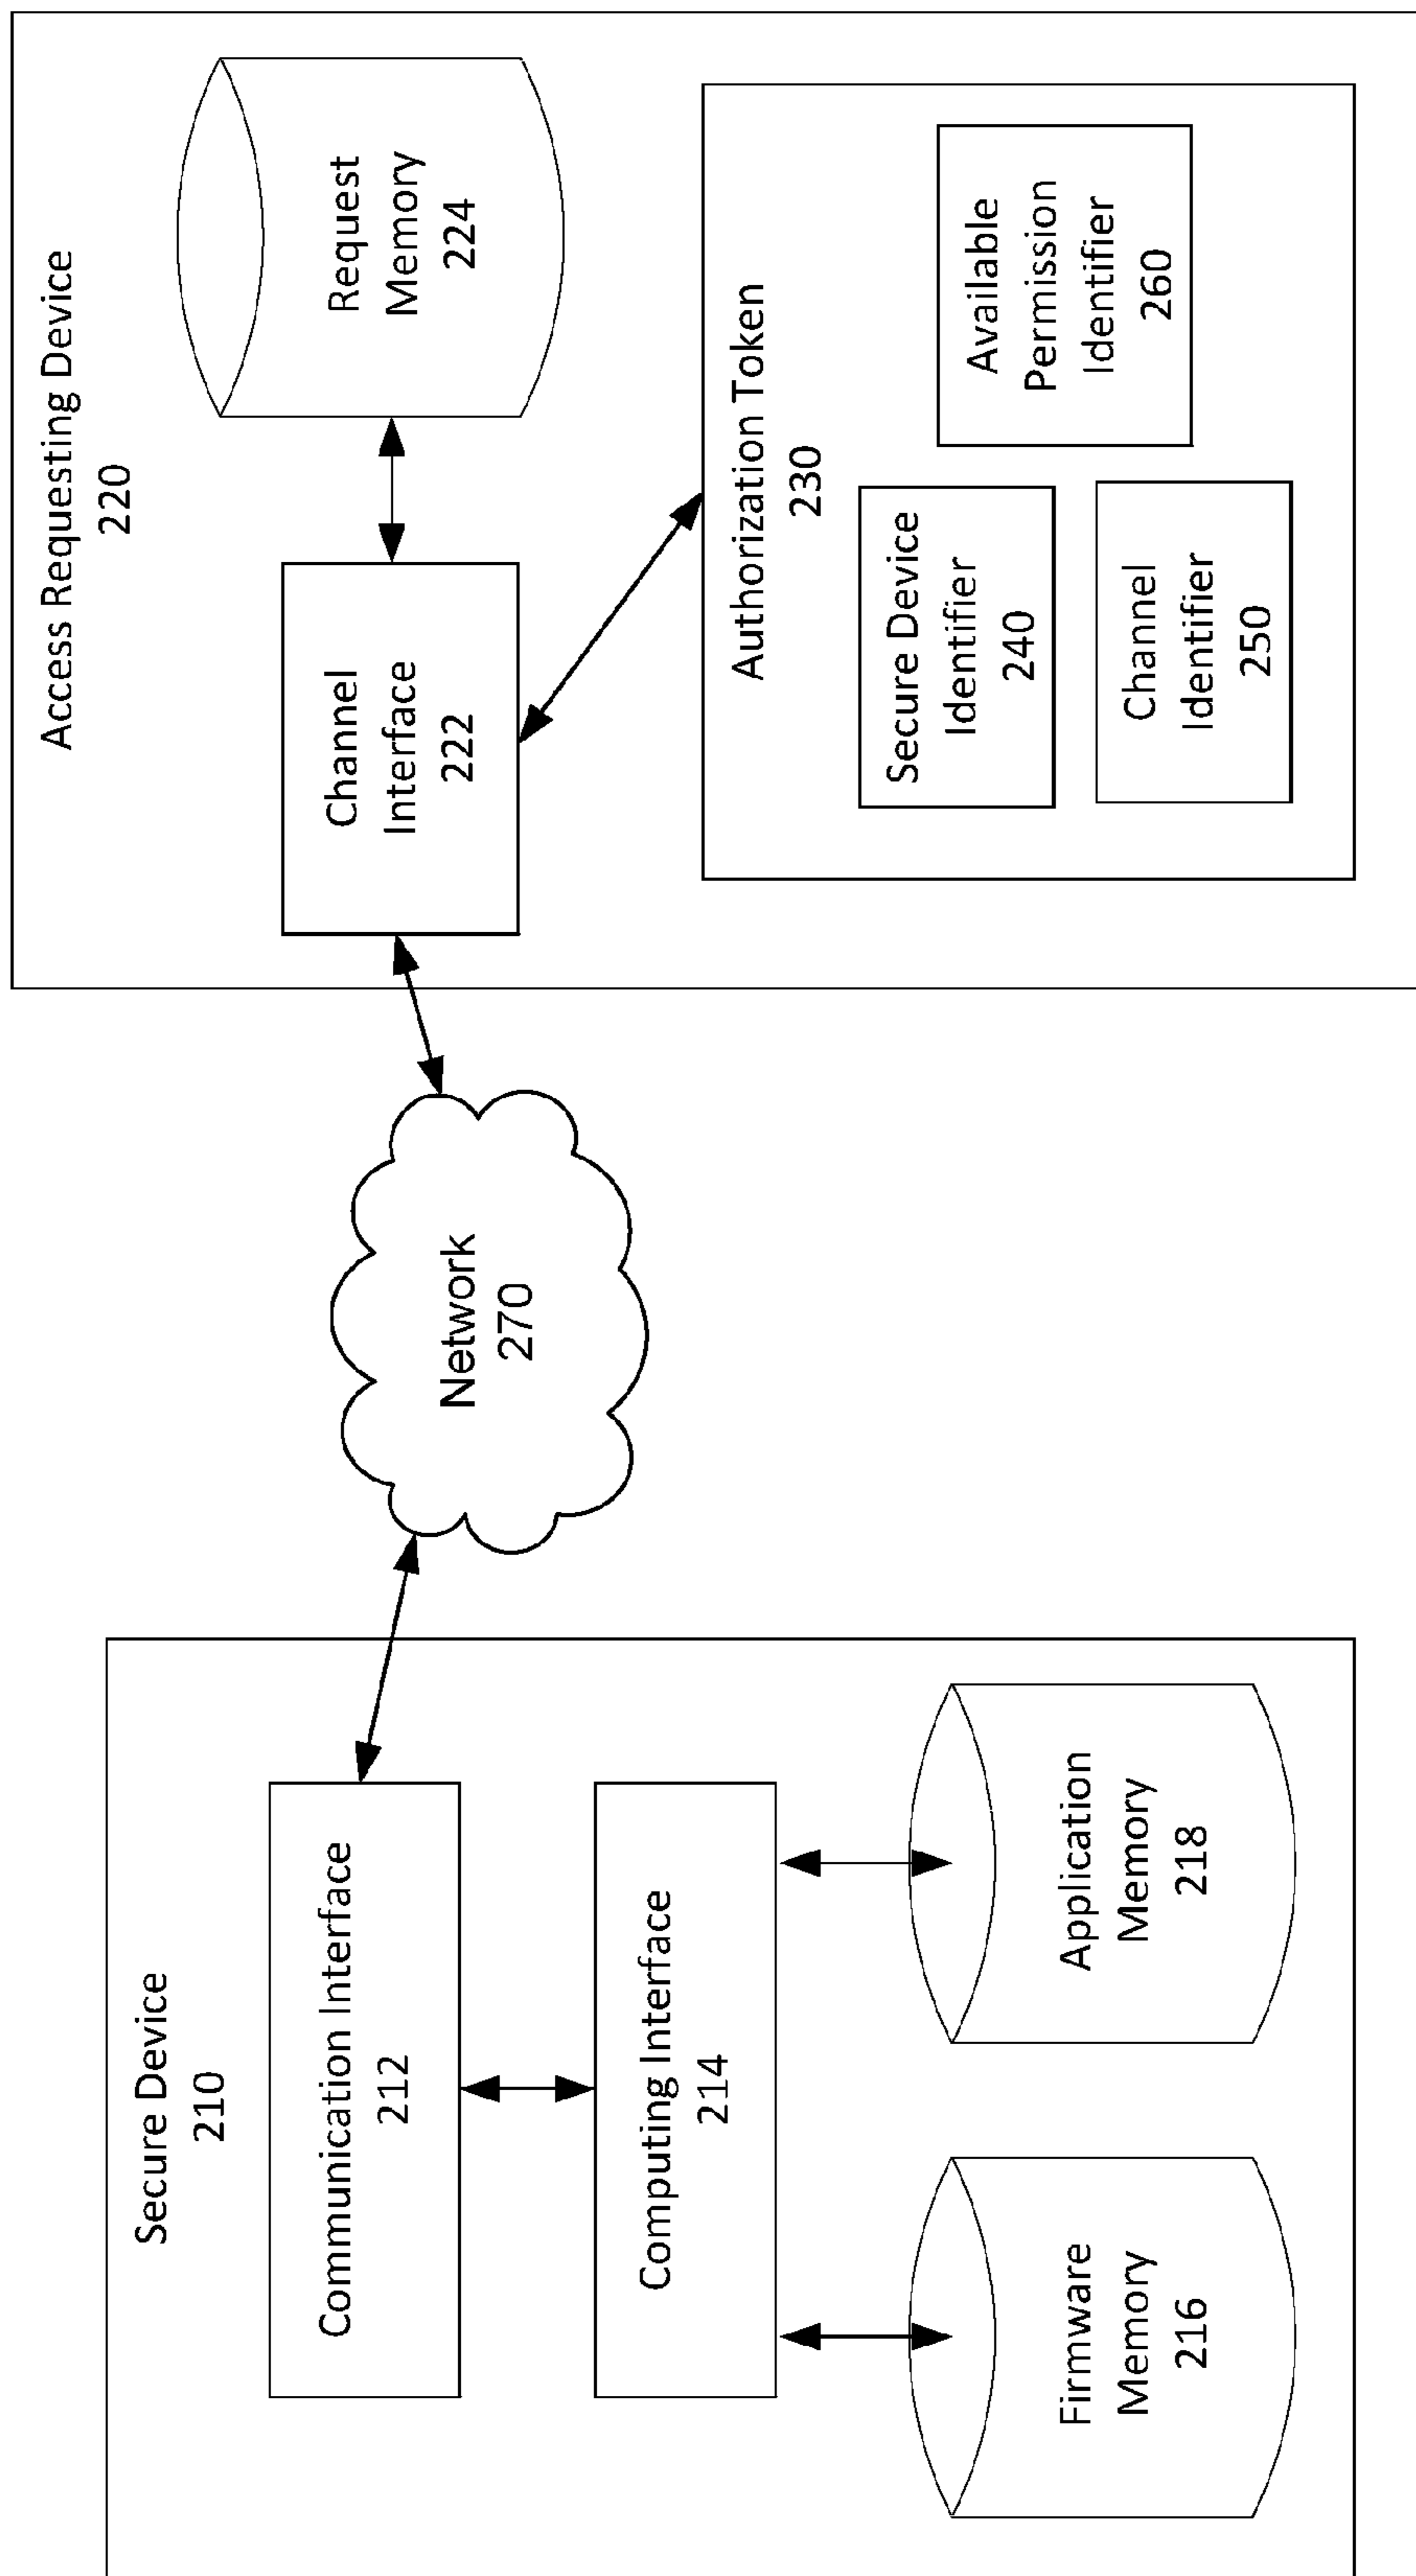 Secure Device
210
Communication Interface
212
Computing Interface
214
Firmware
Memory
216
Application
Memory
218
Network
270
Access Requesting Device
220
Channel
Interface
222
Request
Memory
224
Authorization Token
230
Secure Device
Identifier
240
Channel
Identifier
250
Available
Permission
Identifier
260